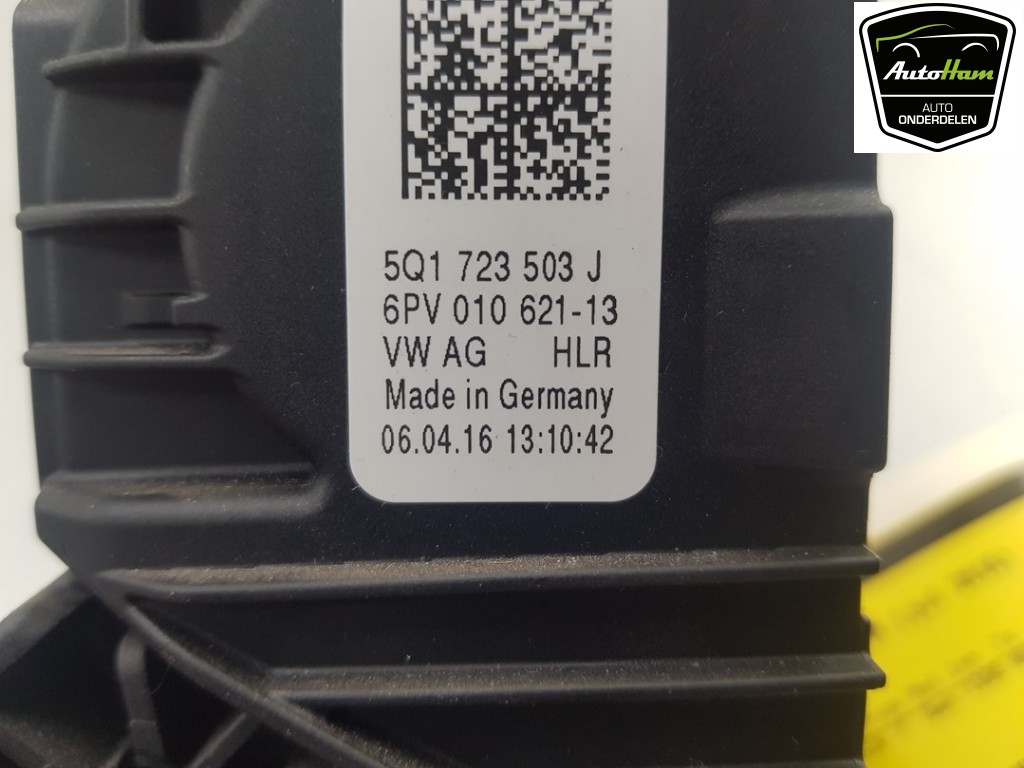 AutoHam
AUTO
ONDERDELEN
5Q1 723 503 J
6PV 010 621-13
VW AG HLR
Made in Germany
06.04.16 13:10:42